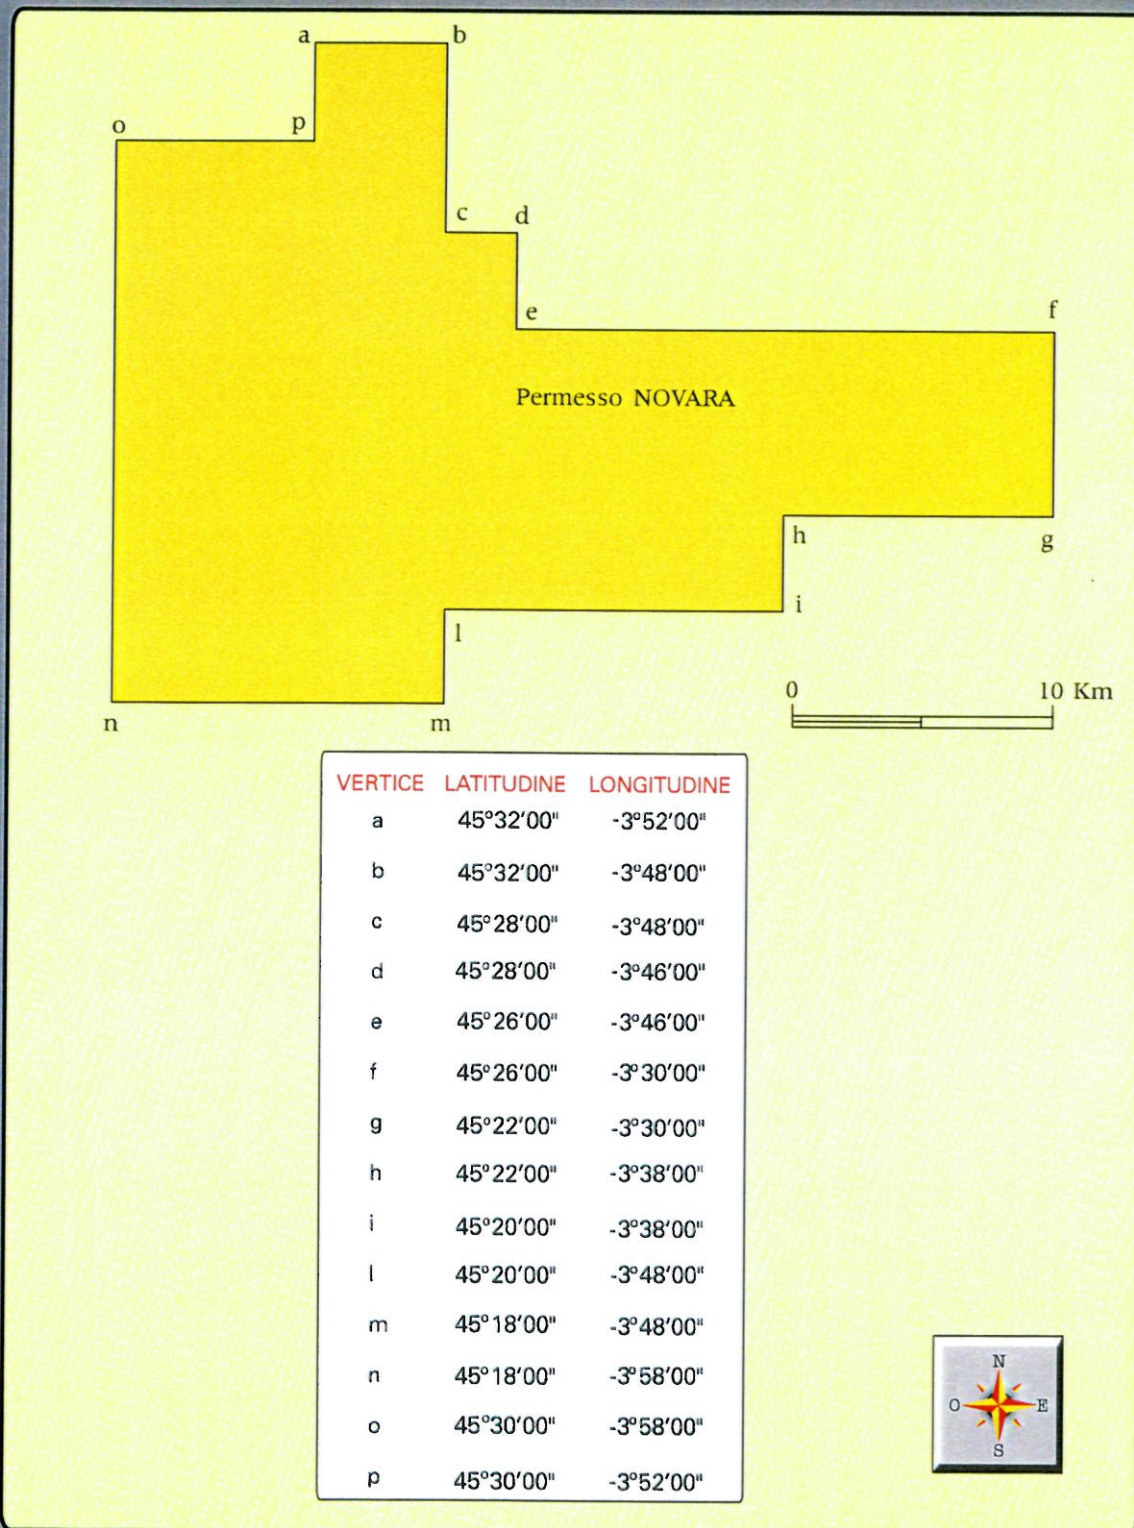 a b
o p
c d
e f
Permesso NOVARA
h g
i
l
0 10 Km
n m
VERTICE LATITUDINE LONGITUDINE
a 45°32'00" -3°52'00"
b 45°32'00" -3°48'00"
c 45°28'00" -3°48'00"
d 45°28'00" -3°46'00"
e 45°26'00" -3°46'00"
f 45°26'00" -3°30'00"
g 45°22'00" -3°30'00"
h 45°22'00" -3°38'00"
i 45°20'00" -3°38'00"
l 45°20'00" -3°48'00"
m 45°18'00" -3°48'00"
n 45°18'00" -3°58'00"
o 45°30'00" -3°58'00"
p 45°30'00" -3°52'00"
N
O E
S